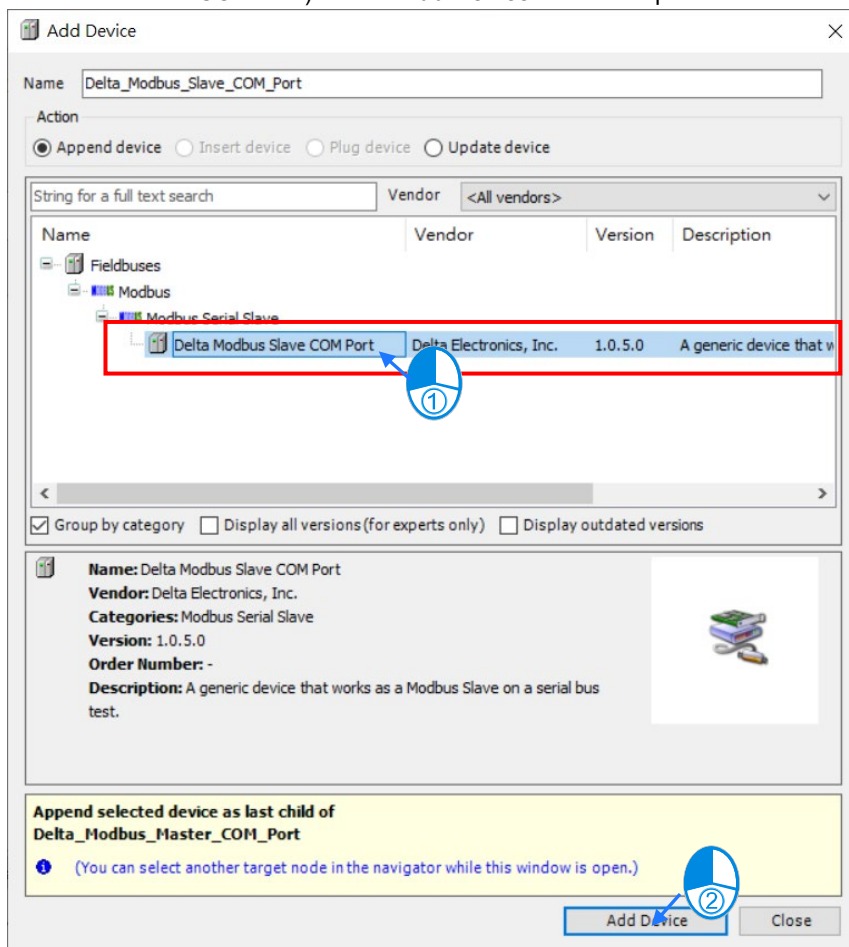 Add Device
Name Delta_Modbus_Slave_COM_Port
Action
Append device Insert device Plug device Update device
String for a full text search Vendor <All vendors>
Name Vendor Version Description
Fieldbuses
Modbus
Modbus Serial Slave
Delta Modbus Slave COM Port Delta Electronics, Inc. 1.0.5.0 A generic device that w
1
Group by category Display all versions (for experts only) Display outdated versions
Name: Delta Modbus Slave COM Port
Vendor: Delta Electronics, Inc.
Categories: Modbus Serial Slave
Version: 1.0.5.0
Order Number: -
Description: A generic device that works as a Modbus Slave on a serial bus
test.
Append selected device as last child of
Delta_Modbus_Master_COM_Port
(You can select another target node in the navigator while this window is open.)
2
Add Device Close